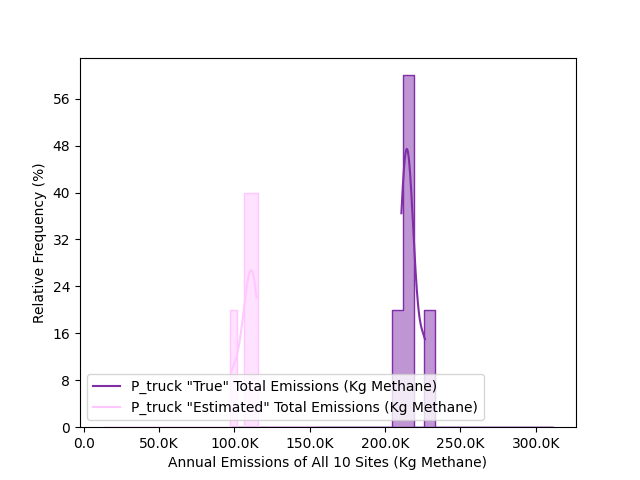 56
48
40
32
24
16
8
0
Relative Frequency (%)
P_truck "True" Total Emissions (Kg Methane)
P_truck "Estimated" Total Emissions (Kg Methane)
0.0 50.0K 100.0K 150.0K 200.0K 250.0K 300.0K
Annual Emissions of All 10 Sites (Kg Methane)